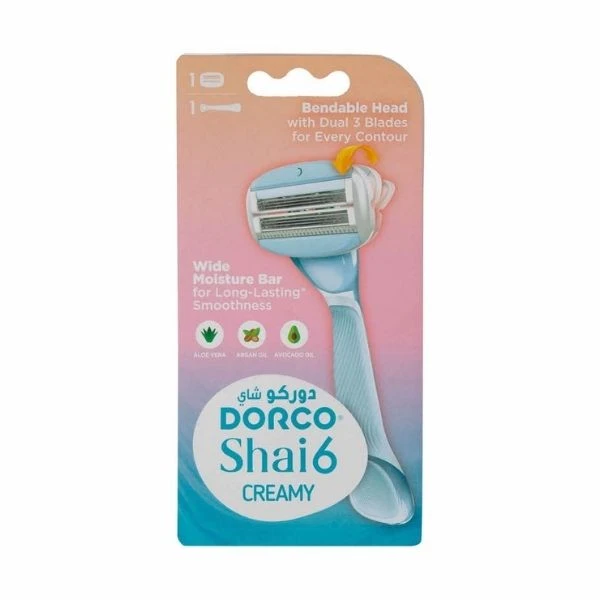 1
1
Bendable Head
with Dual 3 Blades
for Every Contour
Wide
Moisture Bar
for Long-Lasting*
Smoothness
ALOE VERA
ARGAN OIL
AVOCADO OIL
دوركو شاي
DORCO®
Shai6
CREAMY